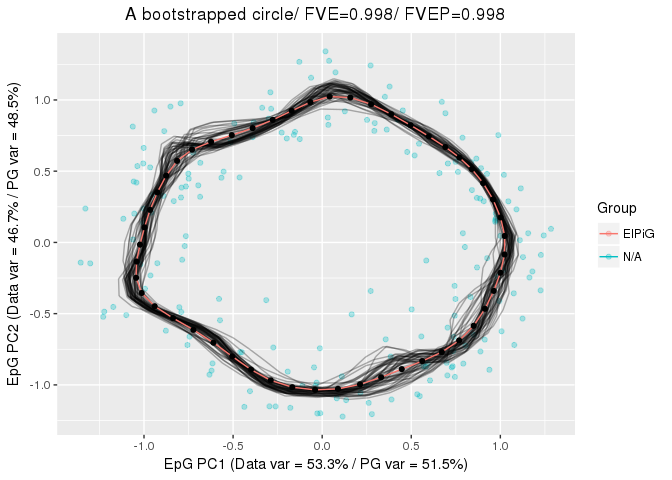 A bootstrapped circle/ FVE=0.998/ FVEP=0.998
EpG PC2 (Data var = 46.7% / PG var = 48.5%)
1.0
0.5
0.0
-0.5
-1.0
-1.0 -0.5 0.0 0.5 1.0
EpG PC1 (Data var = 53.3% / PG var = 51.5%)
Group
ElPiG
N/A